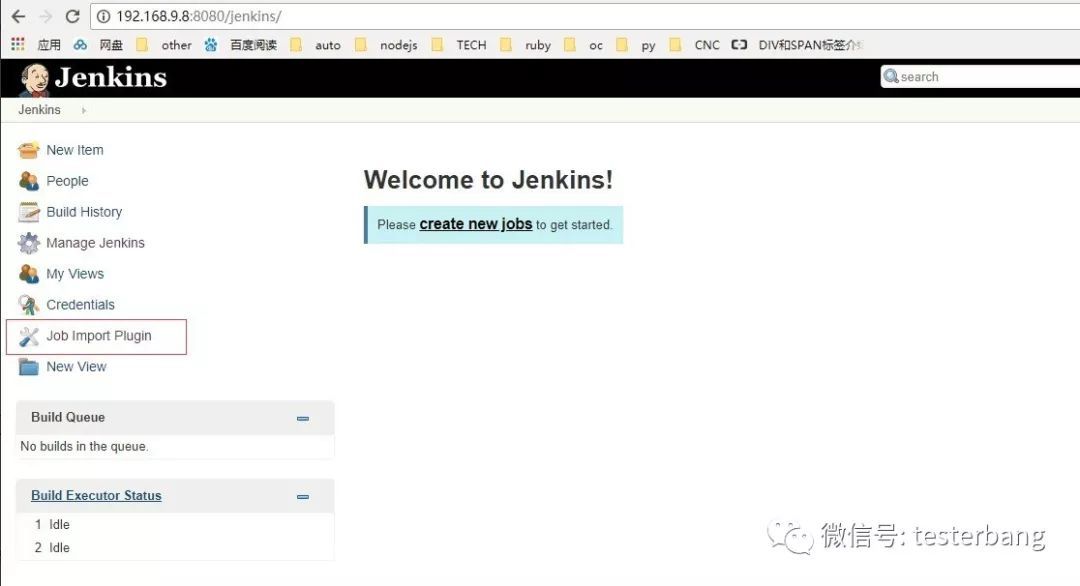 192.168.9.8:8080/jenkins/
应用 网盘 other 百度阅读 auto nodejs TECH ruby oc py CNC DIV和SPAN标签介
Jenkins search
Jenkins
New Item
People
Build History
Manage Jenkins
My Views
Credentials
Job Import Plugin
New View
Welcome to Jenkins!
Please create new jobs to get started.
Build Queue
No builds in the queue.
Build Executor Status
1 Idle
2 Idle
微信号: testerbang